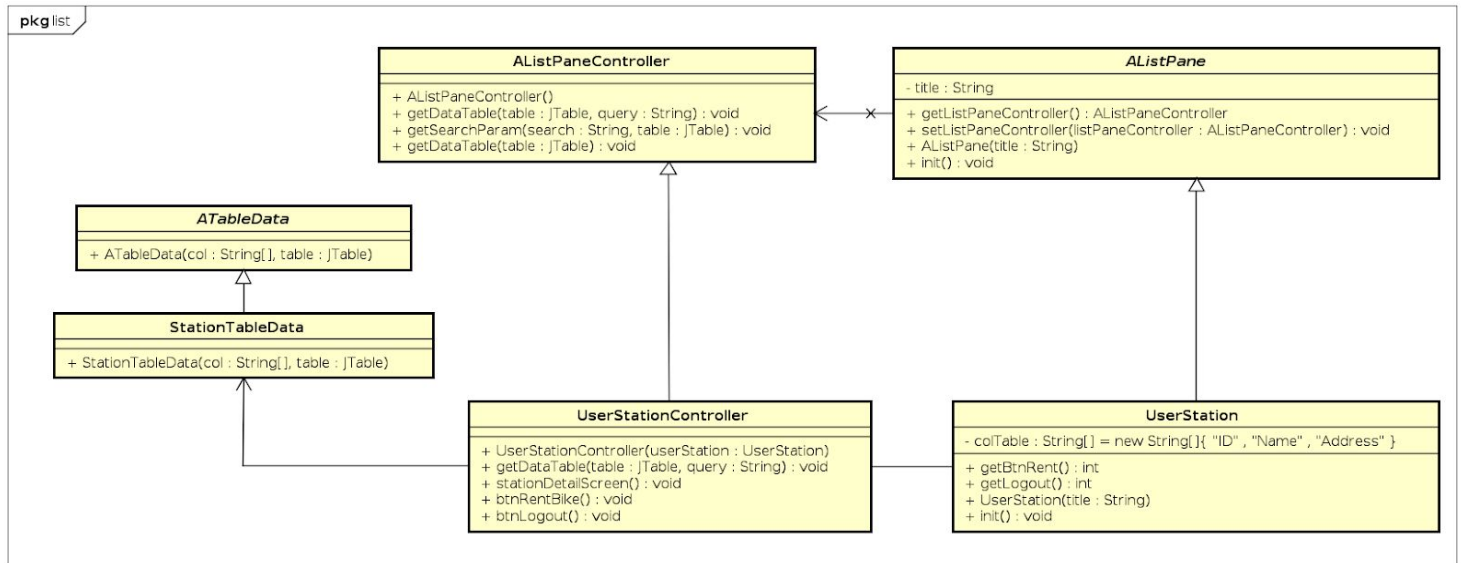 pkg list
AListPaneController
+ AListPaneController()
+ getDataTable(table : JTable, query : String) : void
+ getSearchParam(search : String, table : JTable) : void
+ getDataTable(table : JTable) : void
AListPane
- title : String
+ getListPaneController() : AListPaneController
+ setListPaneController(listPaneController : AListPaneController) : void
+ AListPane(title : String)
+ init() : void
ATableData
+ ATableData(col : String[], table : JTable)
StationTableData
+ StationTableData(col : String[], table : JTable)
UserStationController
+ UserStationController(userStation : UserStation)
+ getDataTable(table : JTable, query : String) : void
+ stationDetailScreen() : void
+ btnRentBike() : void
+ btnLogout() : void
UserStation
- colTable : String[] = new String[]{ "ID" , "Name" , "Address" }
+ getBtnRent() : int
+ getLogout() : int
+ UserStation(title : String)
+ init() : void